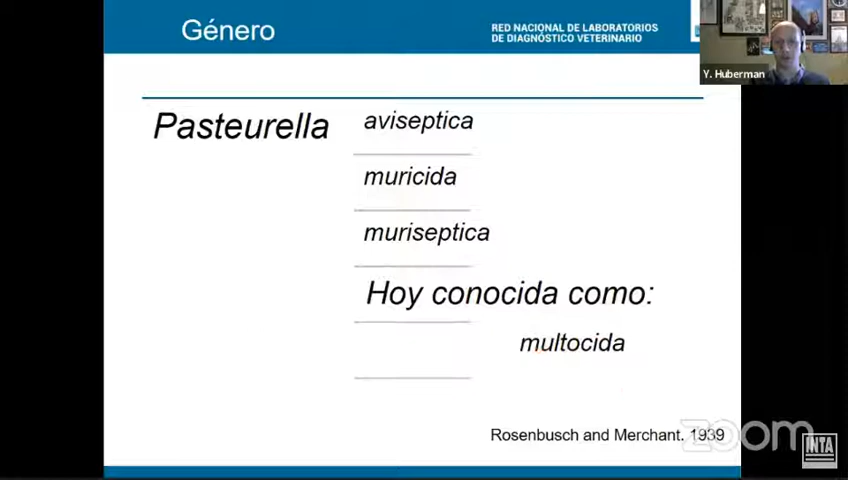 Género
RED NACIONAL DE LABORATORIOS
DE DIAGNÓSTICO VETERINARIO
Y. Huberman
Pasteurella
aviseptica
muricida
muriseptica
Hoy conocida como:
multocida
Rosenbusch and Merchant. 1939
zoom
INTA